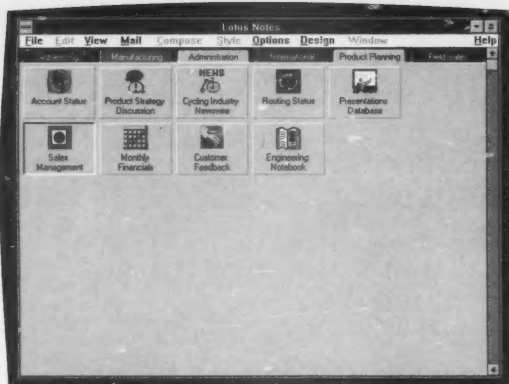 Lotus Notes
File Edit View Mail Compose Style Options Design Window Help
Manufacturing Administration International Product Planning Field Sales
Account Status
Product Strategy
Discussion
NEWS
Cycling Industry
Newswire
Routing Status
Presentations
Database
Sales
Management
Monthly
Financials
Customer
Feedback
Engineering
Notebook